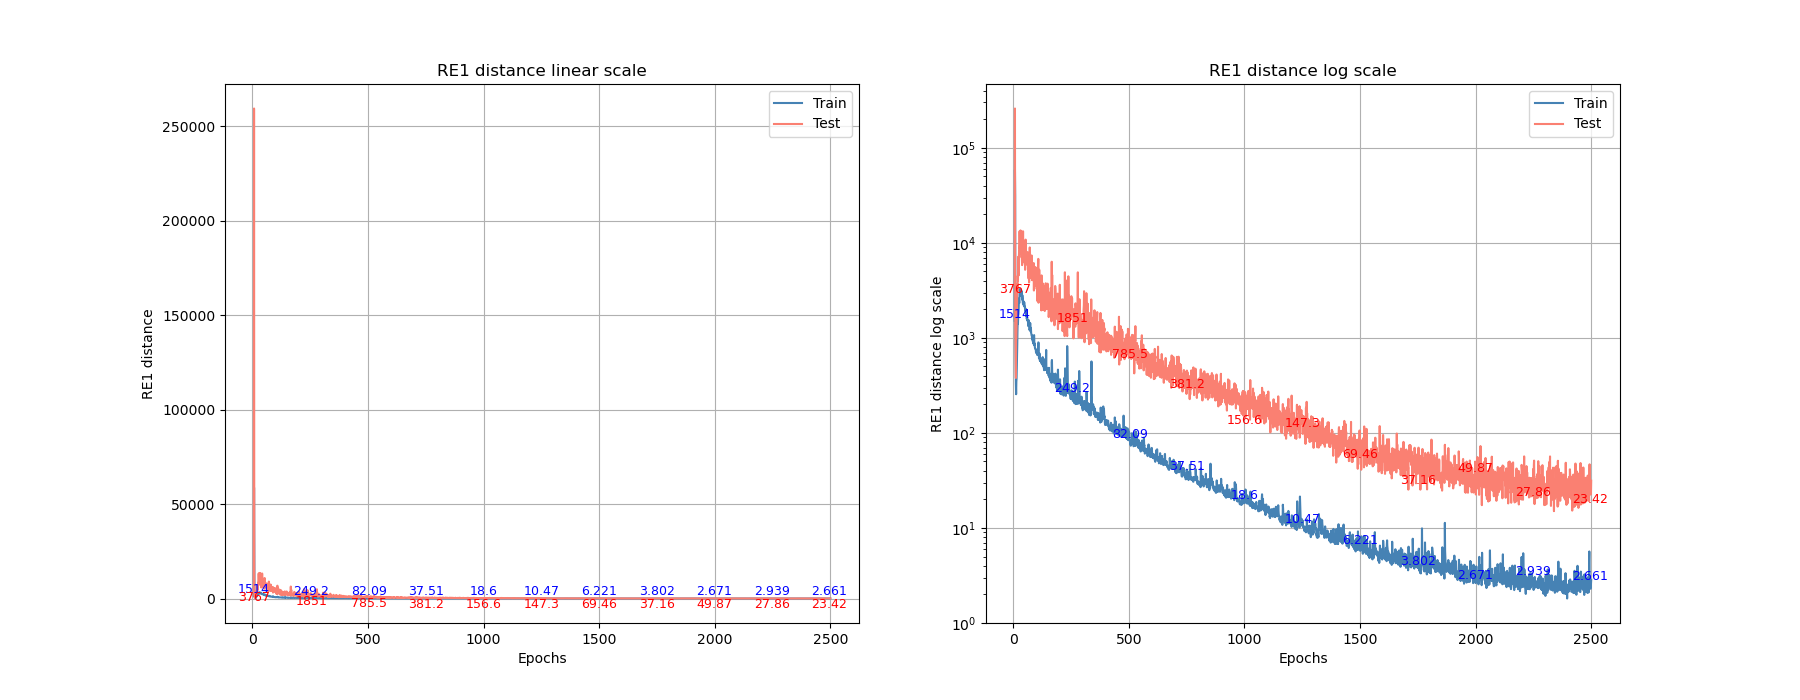 RE1 distance linear scale
RE1 distance
250000
200000
150000
100000
50000
0
Train
Test
1514 249.2 82.09 37.51 18.6 10.47 6.221 3.802 2.671 2.939 2.661
3767 1851 785.5 381.2 156.6 147.3 69.46 37.16 49.87 27.86 23.42
0 500 1000 1500 2000 2500
Epochs
RE1 distance log scale
RE1 distance log scale
10^5
10^4
10^3
10^2
10^1
10^0
Train
Test
3767 1851 785.5 381.2 156.6 147.3 69.46 37.16 49.87 27.86 23.42
1514 249.2 82.09 37.51 18.6 10.47 6.221 3.802 2.671 2.939 2.661
0 500 1000 1500 2000 2500
Epochs